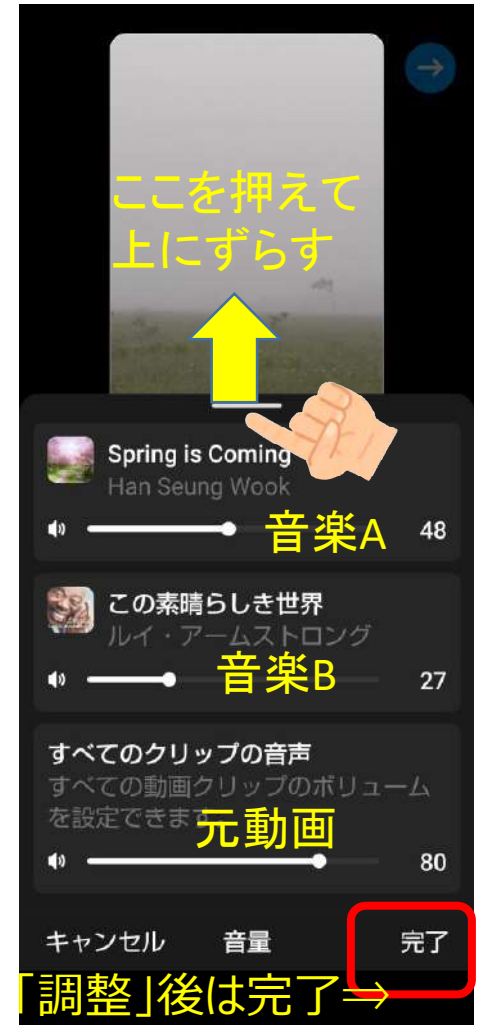 ここを押えて
上にずらす
Spring is Coming
Han Seung Wook
音楽A
48
この素晴らしき世界
ルイ・アームストロング
音楽B
27
すべてのクリップの音声
すべての動画クリップのボリューム
を設定できます
元動画
80
キャンセル 音量 完了
「調整」後は完了⇒